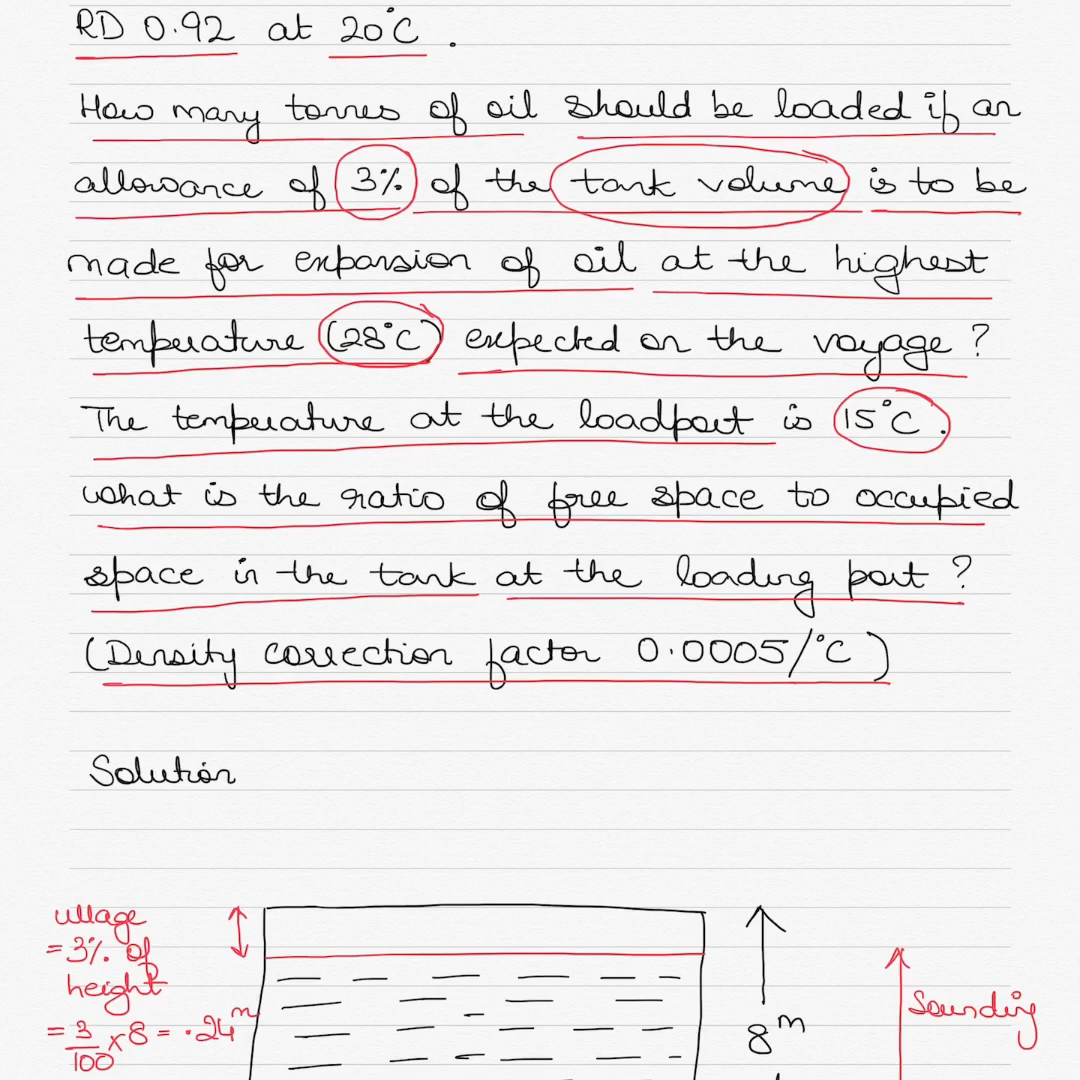 RD 0.92 at 20°C.
How many tonnes of oil should be loaded if an
allowance of 3% of the tank volume is to be
made for expansion of oil at the highest
temperature (28°C) expected on the voyage?
The temperature at the loadport is 15°C.
what is the ratio of free space to occupied
space in the tank at the loading port?
(Density correction factor 0.0005/°C)
Solution
ullage
= 3% of
height
= 3/100 x 8 = .24m
8m
Sounding